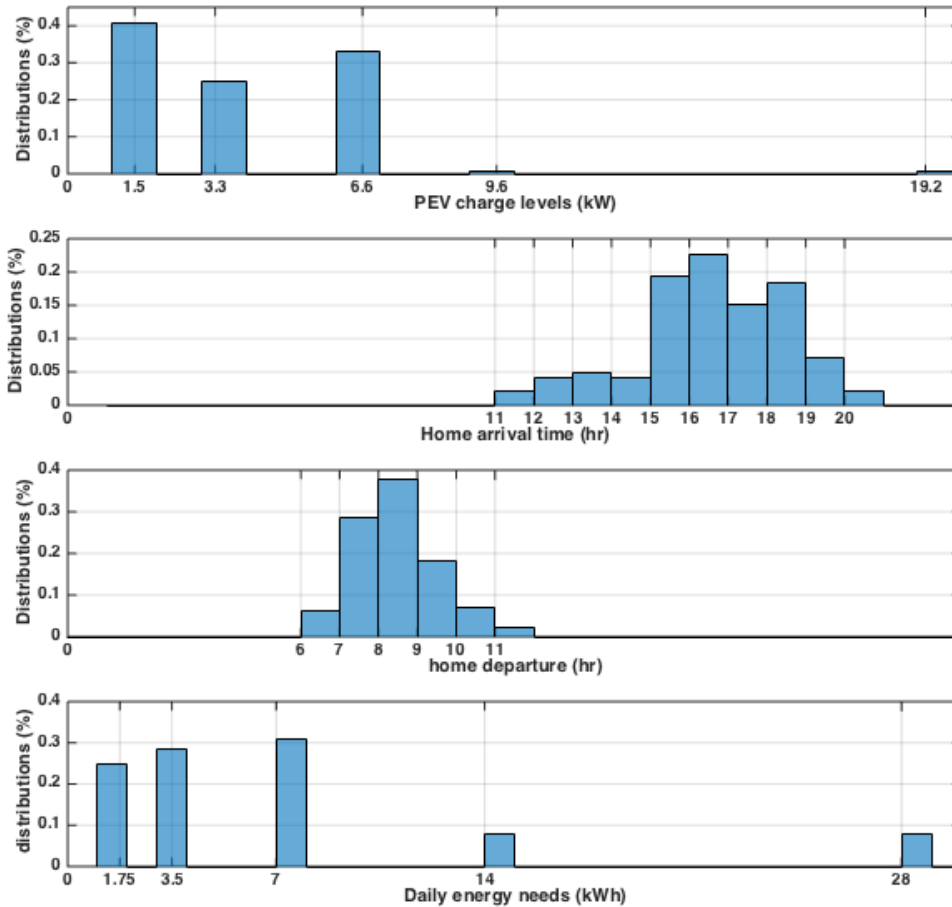 Distributions (%)
0.4
0.3
0.2
0.1
0
0 1.5 3.3 6.6 9.6 19.2
PEV charge levels (kW)
Distributions (%)
0.25
0.2
0.15
0.1
0.05
0
0 11 12 13 14 15 16 17 18 19 20
Home arrival time (hr)
Distributions (%)
0.4
0.3
0.2
0.1
0
0 6 7 8 9 10 11
home departure (hr)
distributions (%)
0.4
0.3
0.2
0.1
0
0 1.75 3.5 7 14 28
Daily energy needs (kWh)